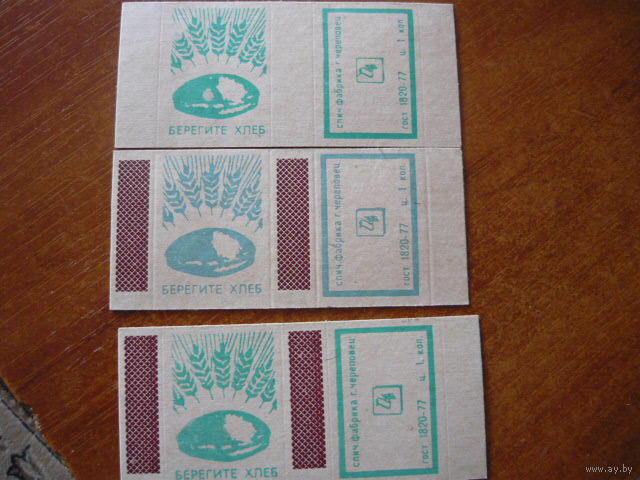 БЕРЕГИТЕ ХЛЕБ
спич.фабрика г.череповец
гост 1820-77 ц. 1 коп.
БЕРЕГИТЕ ХЛЕБ
спич.фабрика г.череповец
гост 1820-77 ц. 1 коп.
БЕРЕГИТЕ ХЛЕБ
спич.фабрика г.череповец
гост 1820-77 ц. 1. коп.
www.ay.by